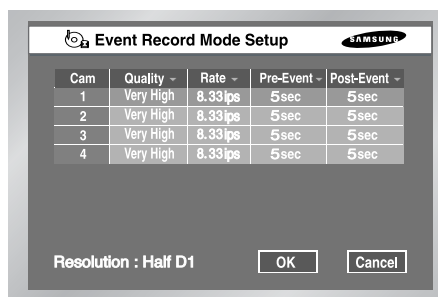 Event Record Mode Setup SAMSUNG
Cam Quality Rate Pre-Event Post-Event
1 Very High 8.33ips 5sec 5sec
2 Very High 8.33ips 5sec 5sec
3 Very High 8.33ips 5sec 5sec
4 Very High 8.33ips 5sec 5sec
Resolution : Half D1 OK Cancel